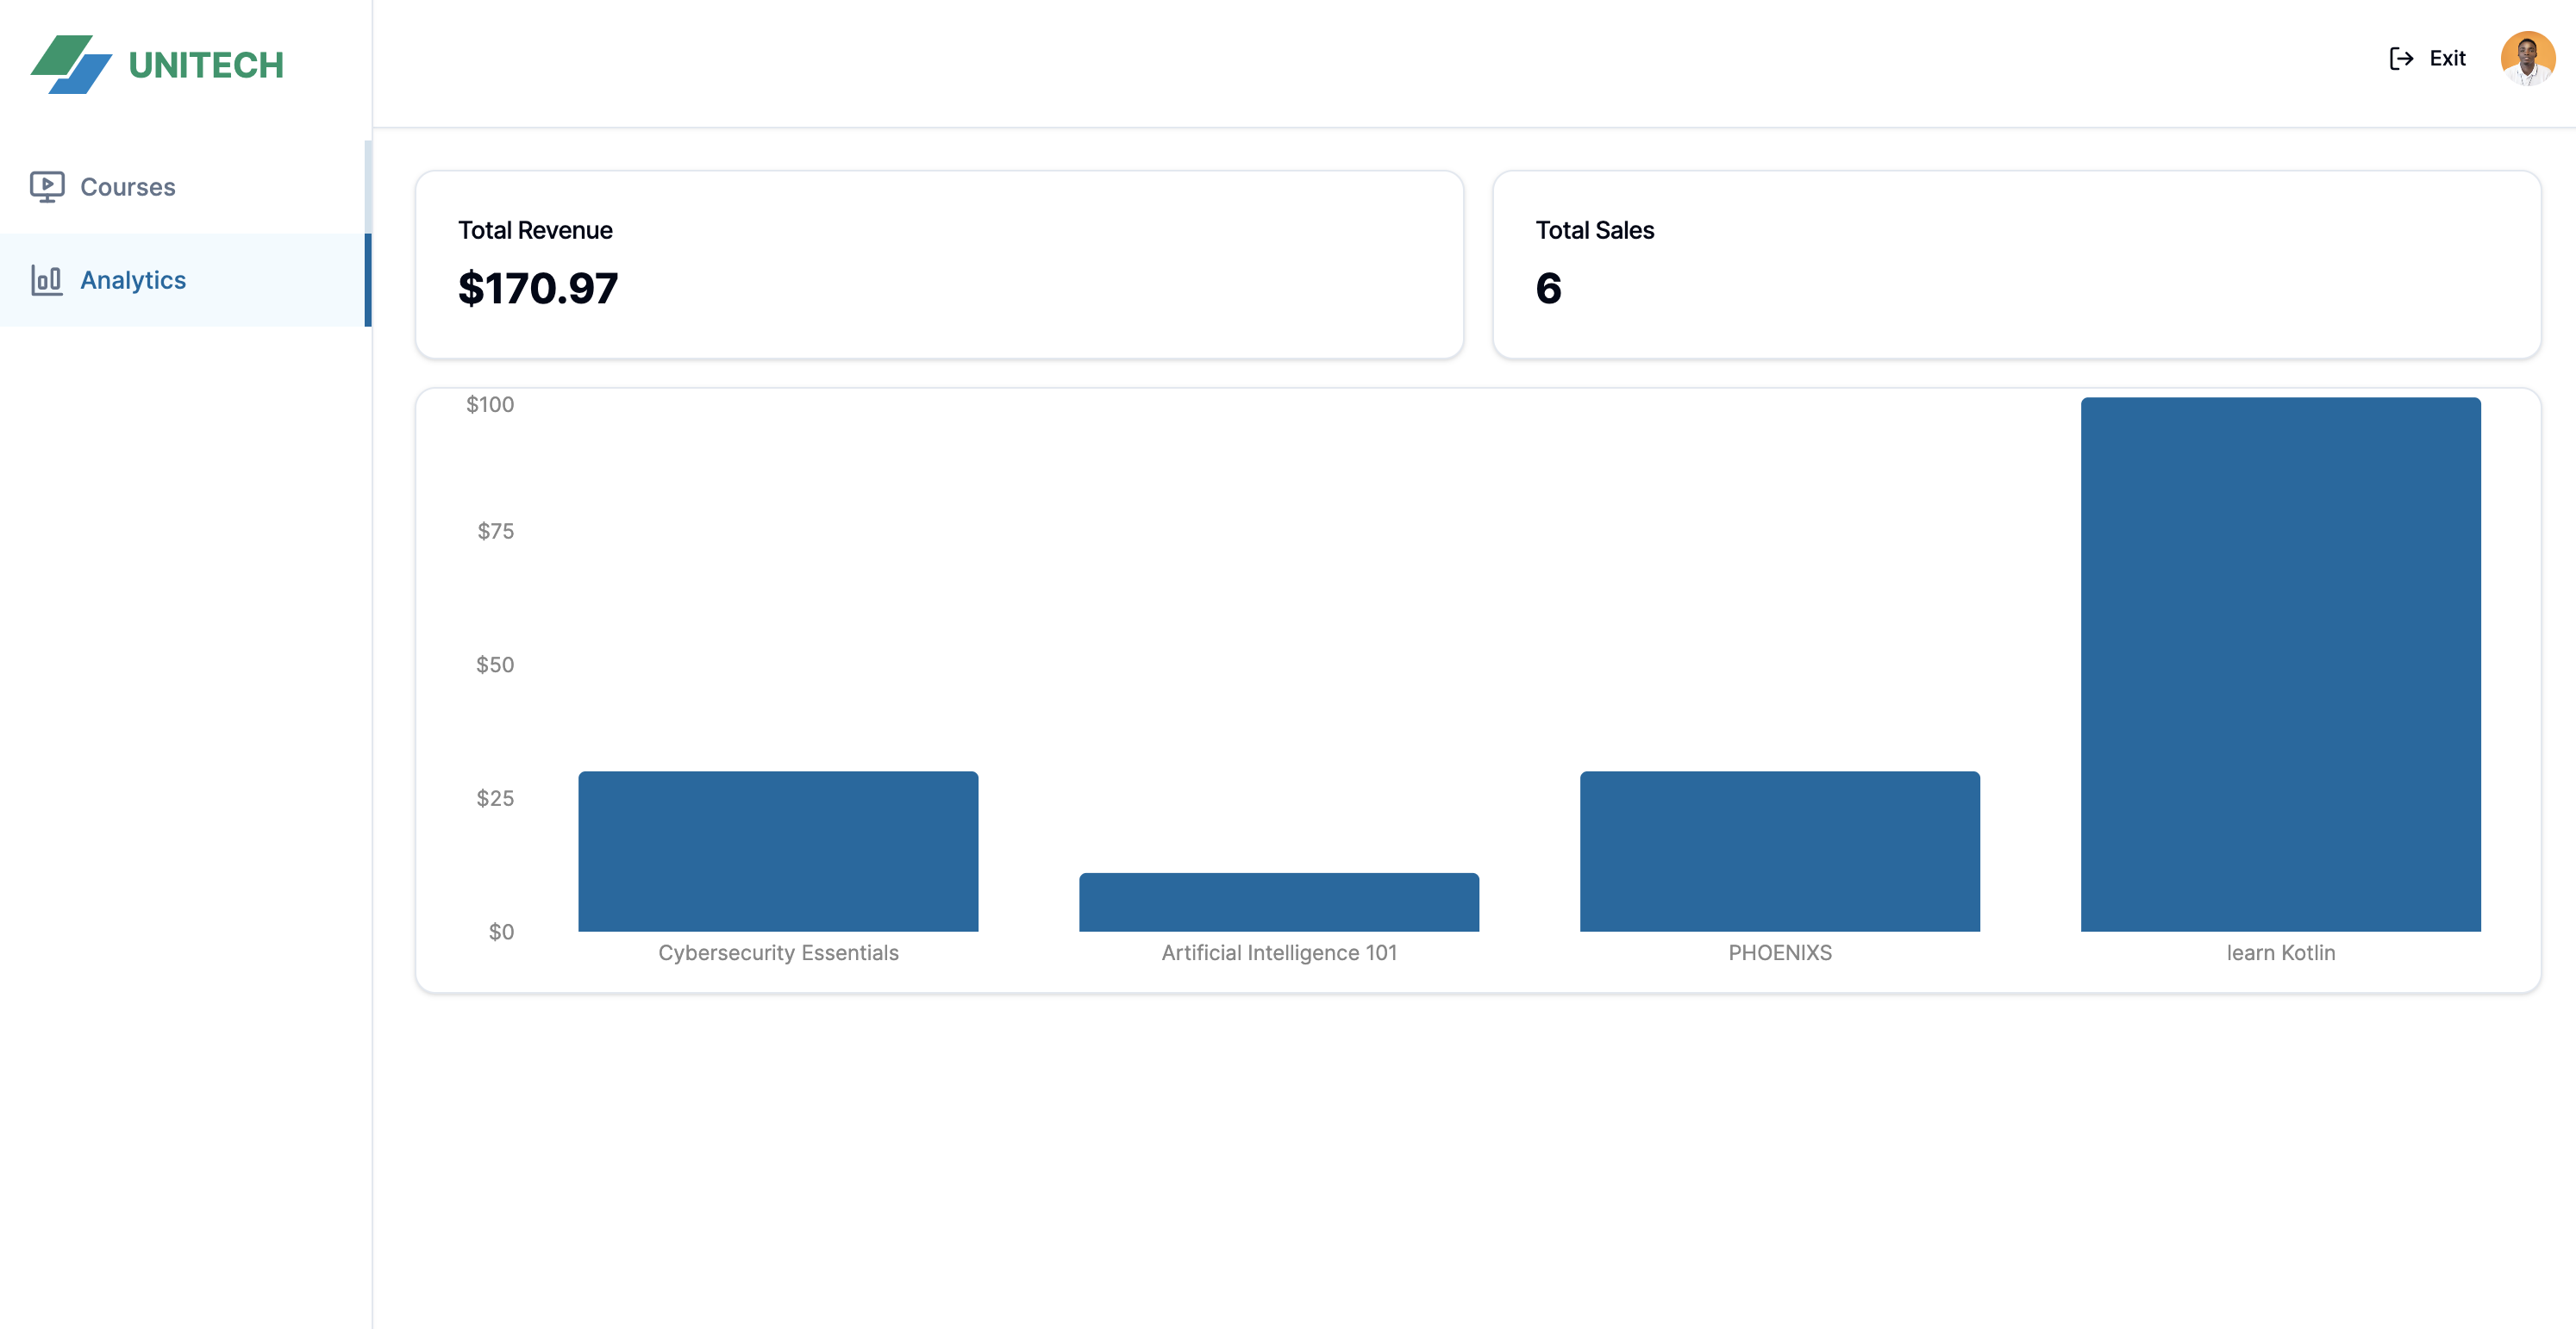 UNITECH
Exit
Courses
Analytics
Total Revenue
$170.97
Total Sales
6
$100
$75
$50
$25
$0
Cybersecurity Essentials
Artificial Intelligence 101
PHOENIXS
learn Kotlin